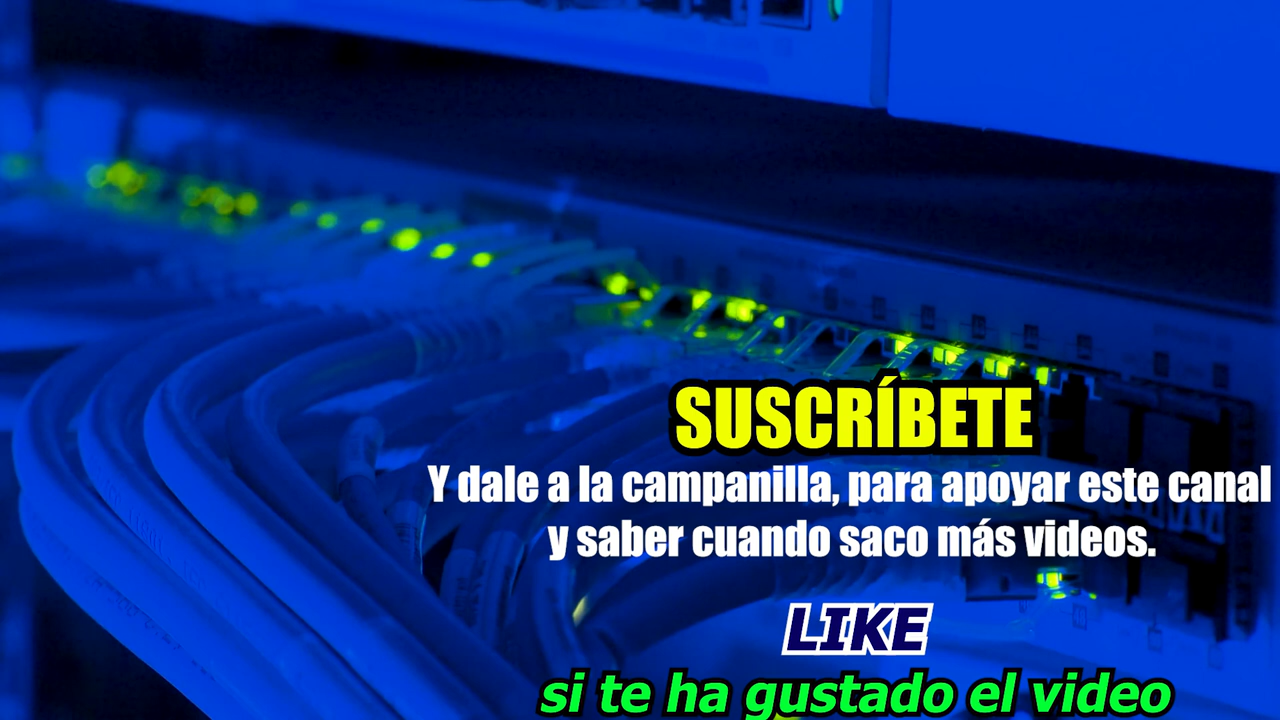 SUSCRÍBETE
Y dale a la campanilla, para apoyar este canal
y saber cuando saco más videos.
LIKE
si te ha gustado el video